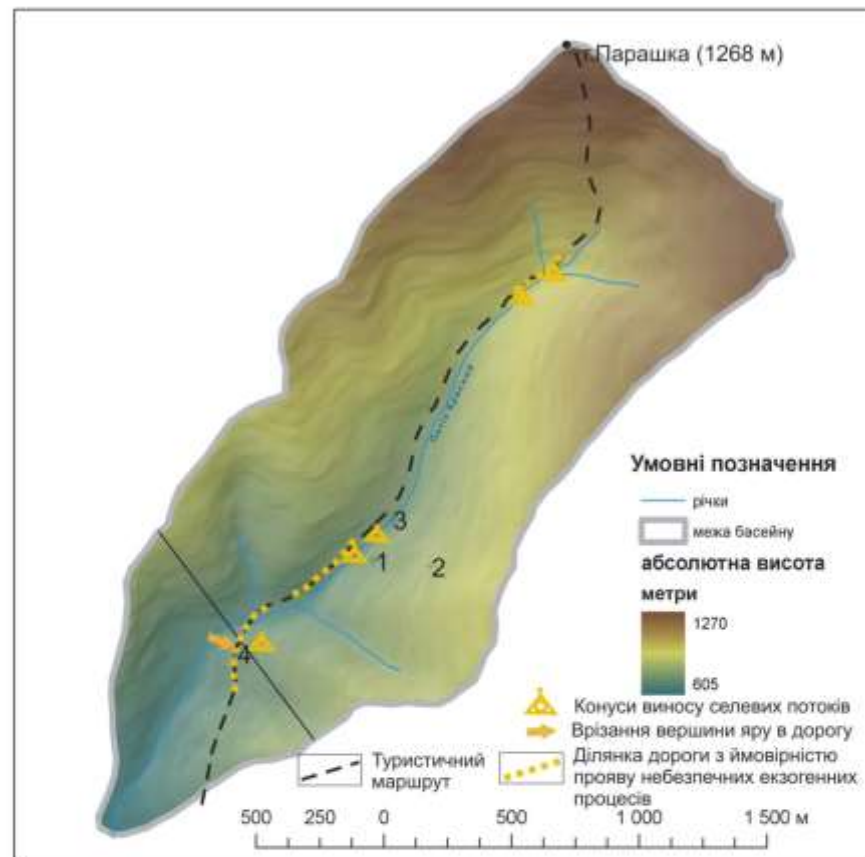 г.Парашка (1268 м)
потік Красний
3
1
2
4
Умовні позначення
річки
межа басейну
абсолютна висота
метри
1270
605
Конуси виносу селевих потоків
Врізання вершини яру в дорогу
Туристичний
маршрут
Ділянка дороги з ймовірністю
прояву небезпечних екзогенних
процесів
500 250 0 500 1 000 1 500 м